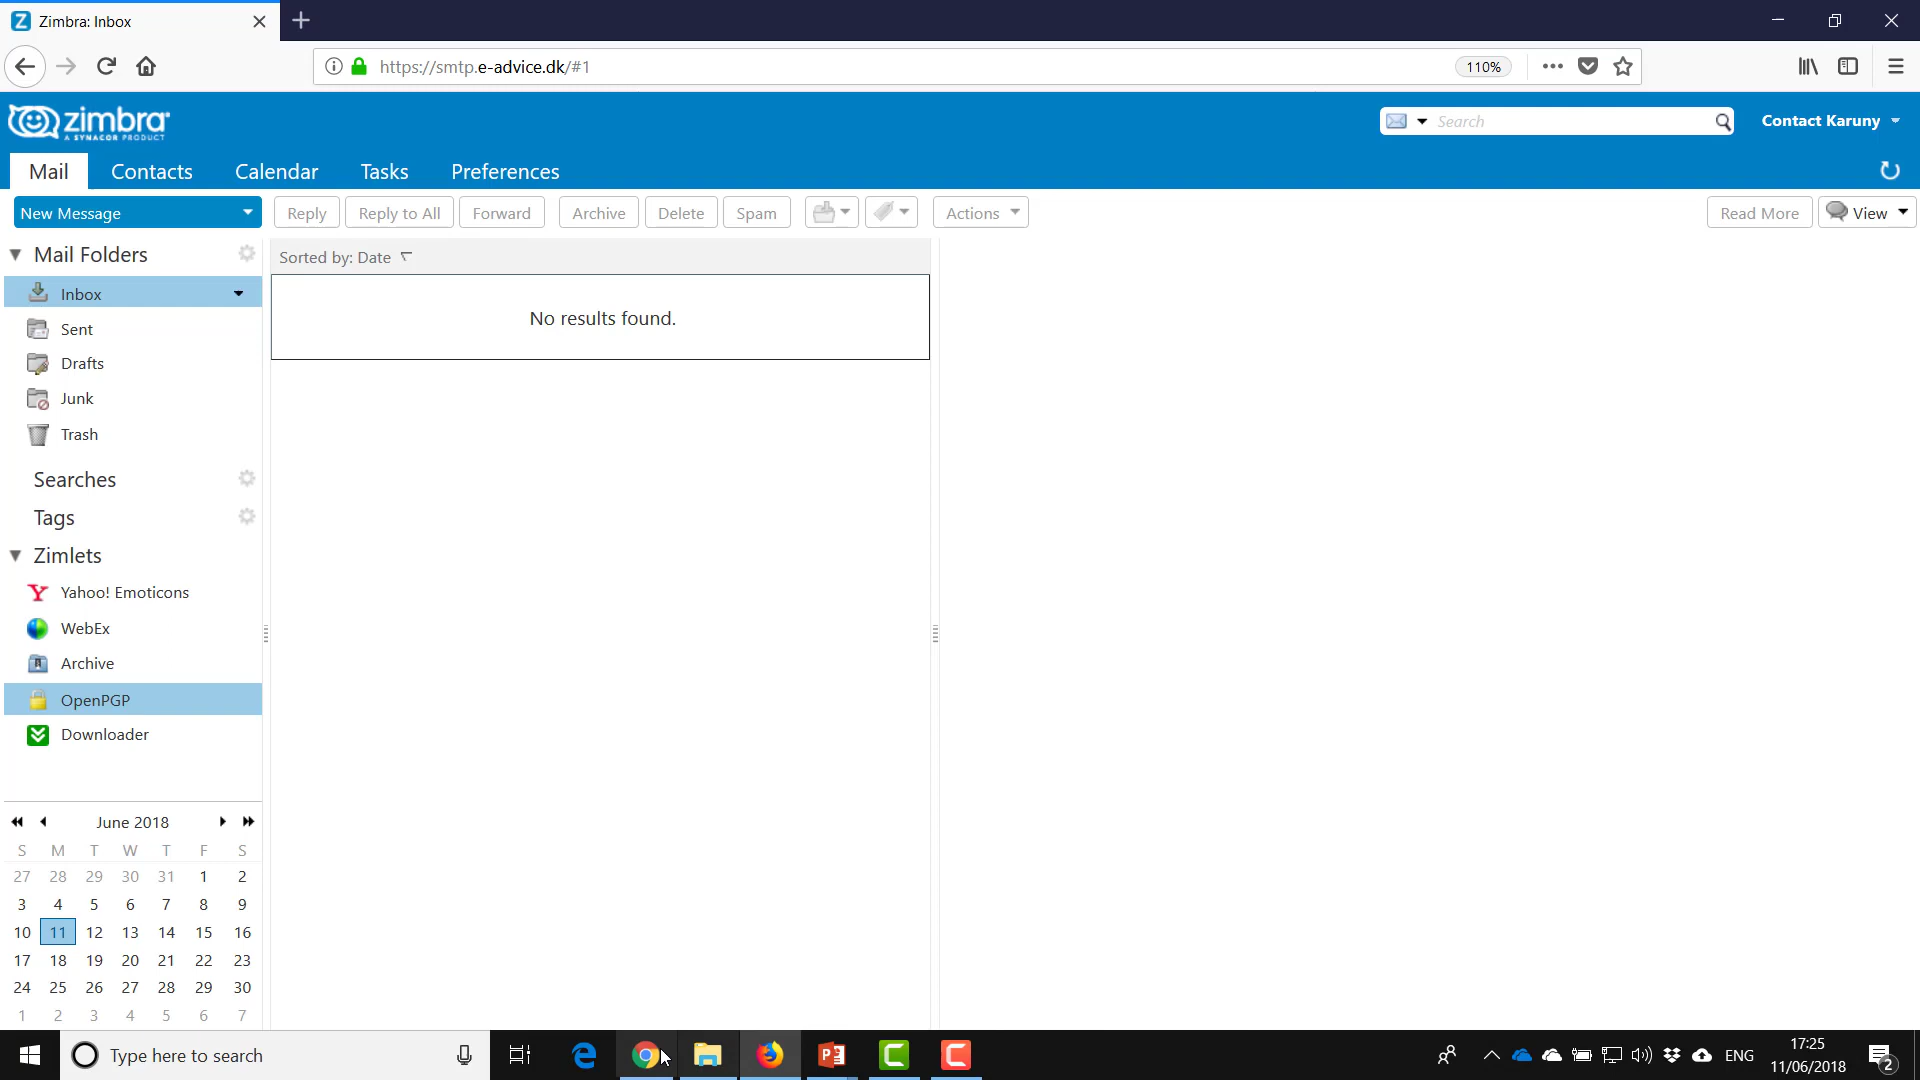 Zimbra: Inbox
https://smtp.e-advice.dk/#1
110%
zimbra
A SYNACOR PRODUCT
Search
Contact Karuny
Mail Contacts Calendar Tasks Preferences
New Message Reply Reply to All Forward Archive Delete Spam Actions Read More View
Mail Folders
Sorted by: Date
Inbox
No results found.
Sent
Drafts
Junk
Trash
Searches
Tags
Zimlets
Yahoo! Emoticons
WebEx
Archive
OpenPGP
Downloader
June 2018
S M T W T F S
27 28 29 30 31 1 2
3 4 5 6 7 8 9
10 11 12 13 14 15 16
17 18 19 20 21 22 23
24 25 26 27 28 29 30
1 2 3 4 5 6 7
Type here to search
ENG
17:25
11/06/2018
2